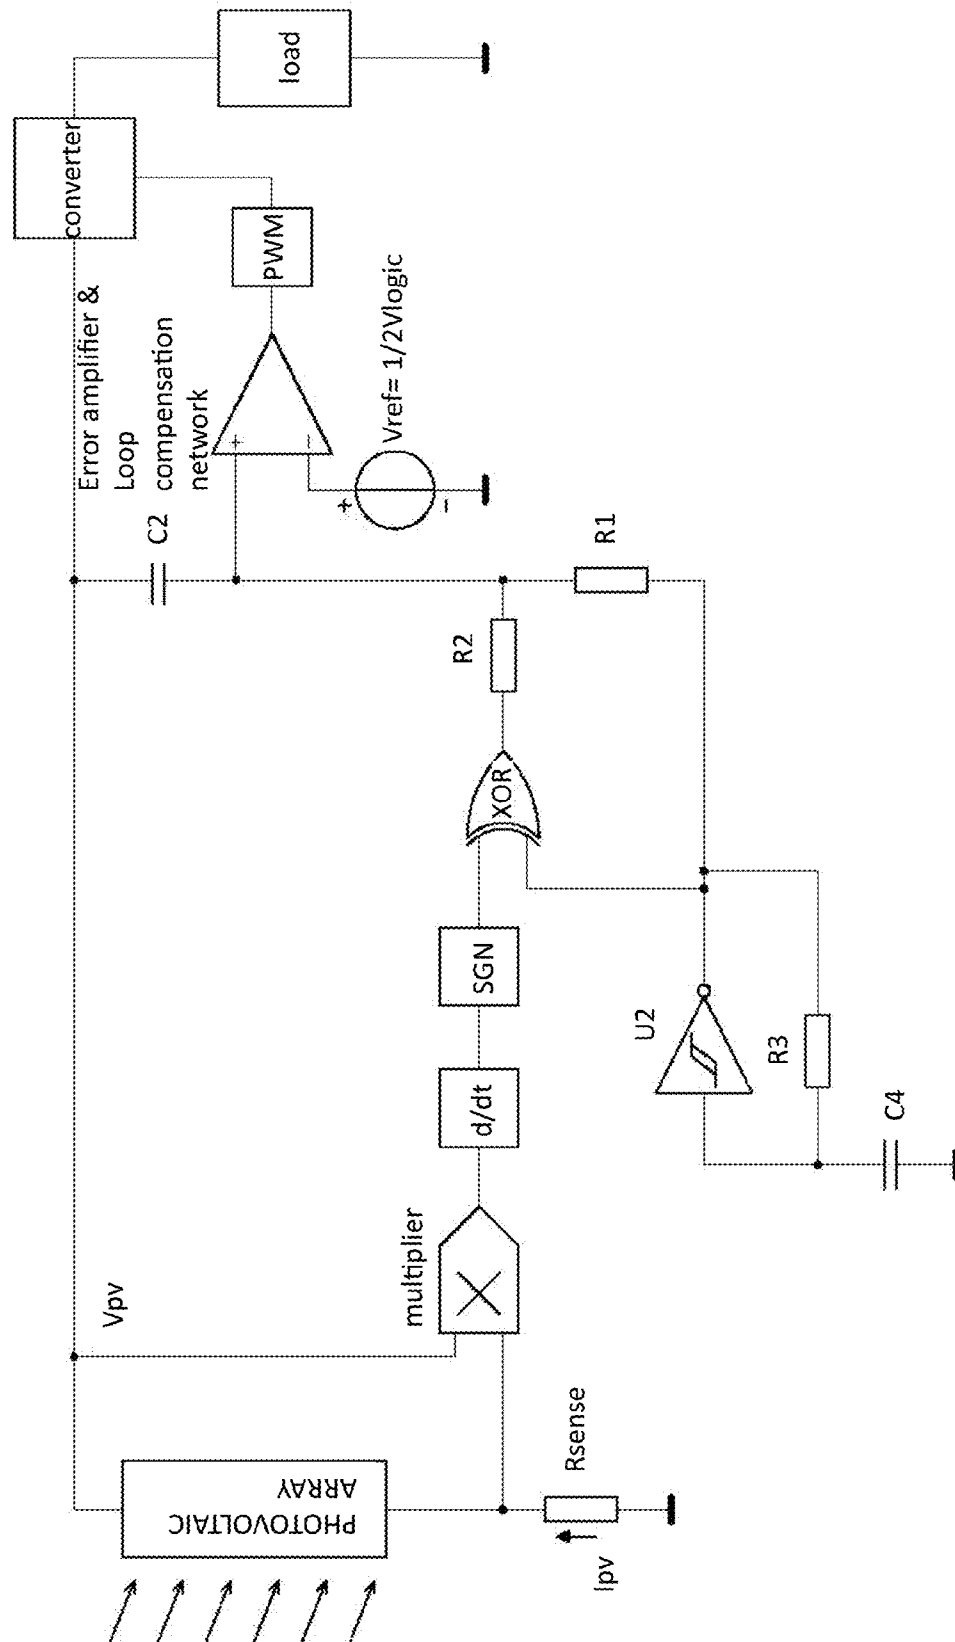 PHOTOVOLTAIC
ARRAY
Ipv
Rsense
Vpv
multiplier
d/dt
SGN
XOR
R2
R1
U2
R3
C4
C2
Error amplifier &
Loop
compensation
network
+
−
+
−
Vref= 1/2Vlogic
PWM
converter
load